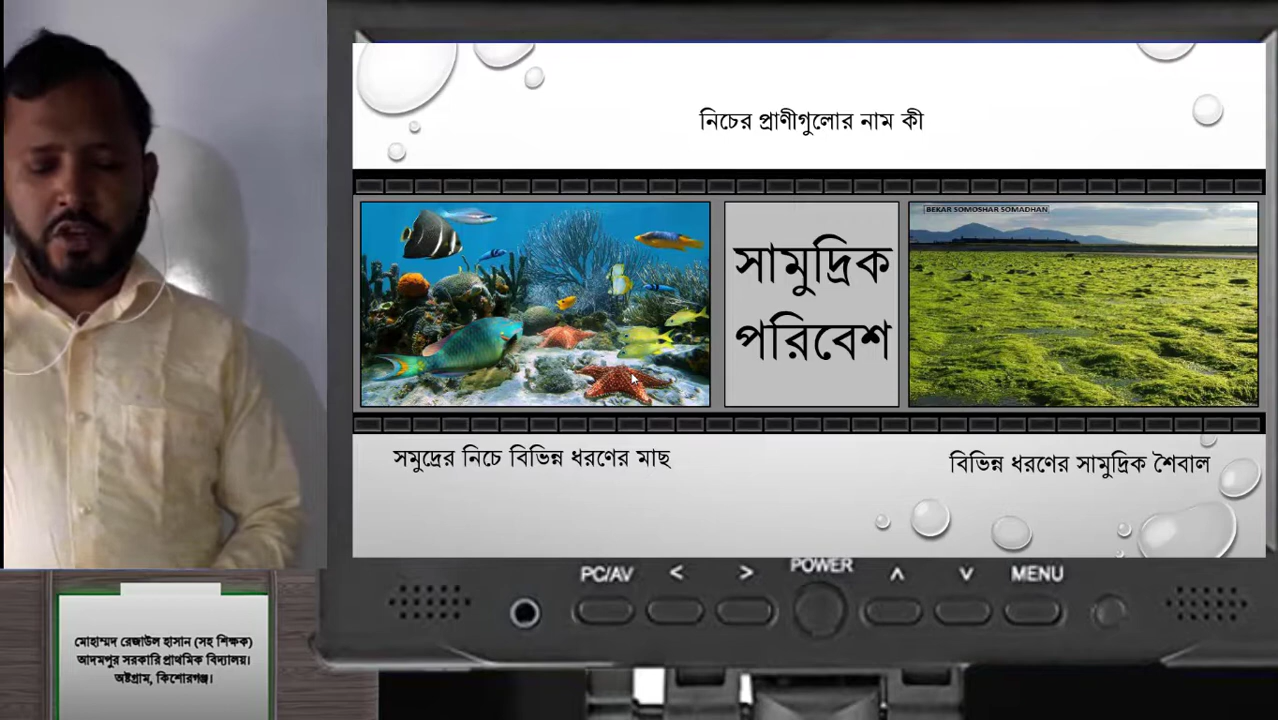 নিচের প্রাণীগুলোর নাম কী
BEKAR SOMOSHAR SOMADHAN
সামুদ্রিক
পরিবেশ
সমুদ্রের নিচে বিভিন্ন ধরণের মাছ
বিভিন্ন ধরণের সামুদ্রিক শৈবাল
PC/AV < > POWER ∧ ∨ MENU
মোহাম্মদ রেজাউল হাসান (সহ শিক্ষক)
আদমপুর সরকারি প্রাথমিক বিদ্যালয়।
অষ্টগ্রাম, কিশোরগঞ্জ।